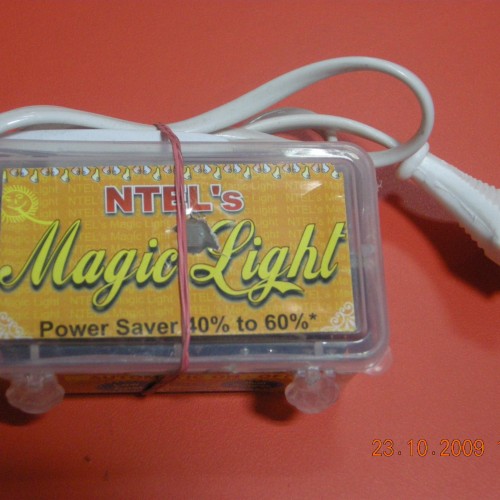 NTEL's
Magic Light
Power Saver 40% to 60%*
23.10.2009